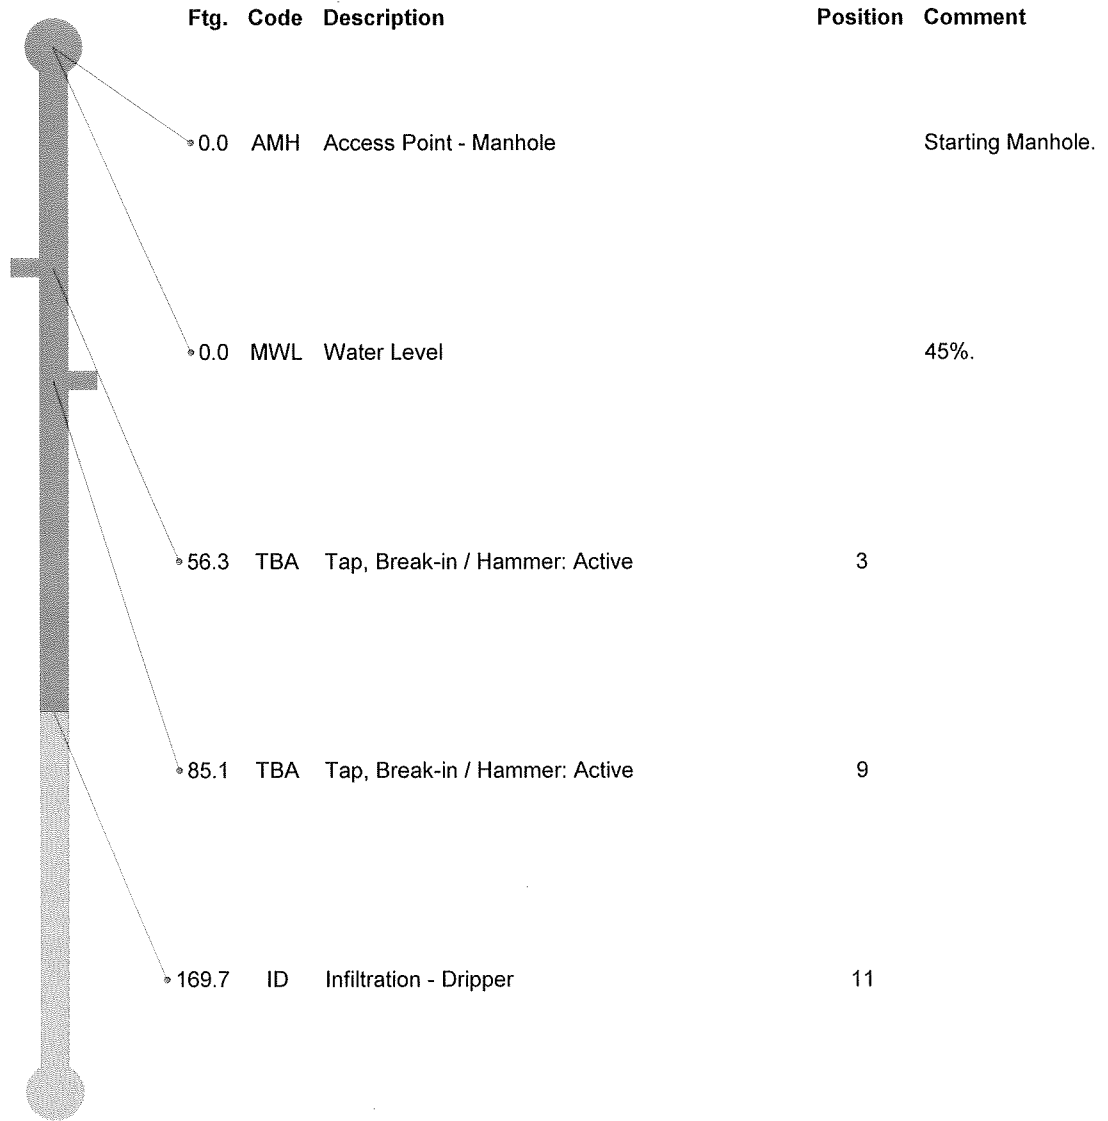 Ftg. Code Description Position Comment
0.0 AMH Access Point - Manhole Starting Manhole.
0.0 MWL Water Level 45%.
56.3 TBA Tap, Break-in / Hammer: Active 3
85.1 TBA Tap, Break-in / Hammer: Active 9
169.7 ID Infiltration - Dripper 11